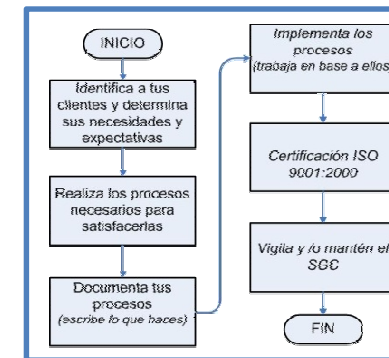 INICIO
Identifica a tus
clientes y determina
sus necesidades y
expectativas
Realiza los procesos
necesarios para
satisfacerlas
Documenta tus
procesos
(escribe lo que haces)
Implementa los
procesos
(trabaja en base a ellos)
Certificación ISO
9001:2000
Vigila y /o mantén el
SGC
FIN